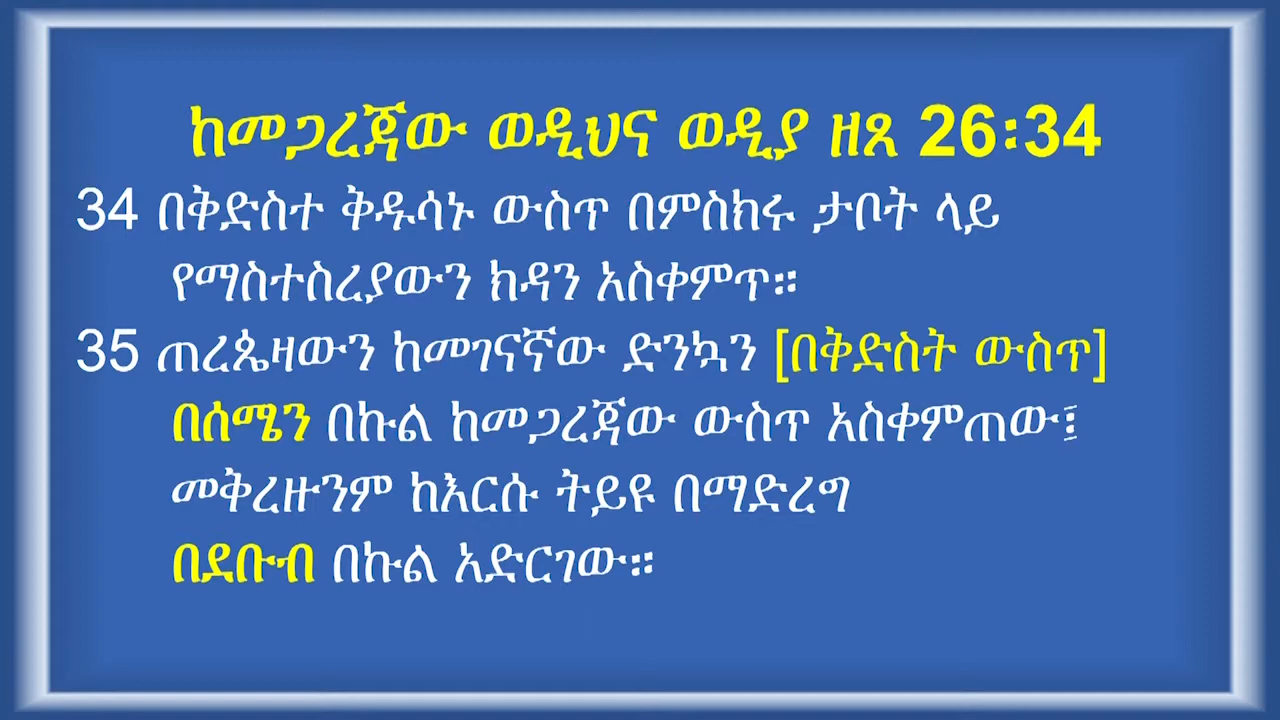 ከመጋረጃው ወዲህና ወዲያ ዘጸ 26፡34
34 በቅድስተ ቅዱሳኑ ውስጥ በምስክሩ ታቦት ላይ
የማስተስረያውን ክዳን አስቀምጥ።
35 ጠረጴዛውን ከመገናኛው ድንኳን [በቅድስት ውስጥ]
በሰሜን በኩል ከመጋረጃው ውስጥ አስቀምጠው፤
መቅረዙንም ከእርሱ ትይዩ በማድረግ
በደቡብ በኩል አድርገው።